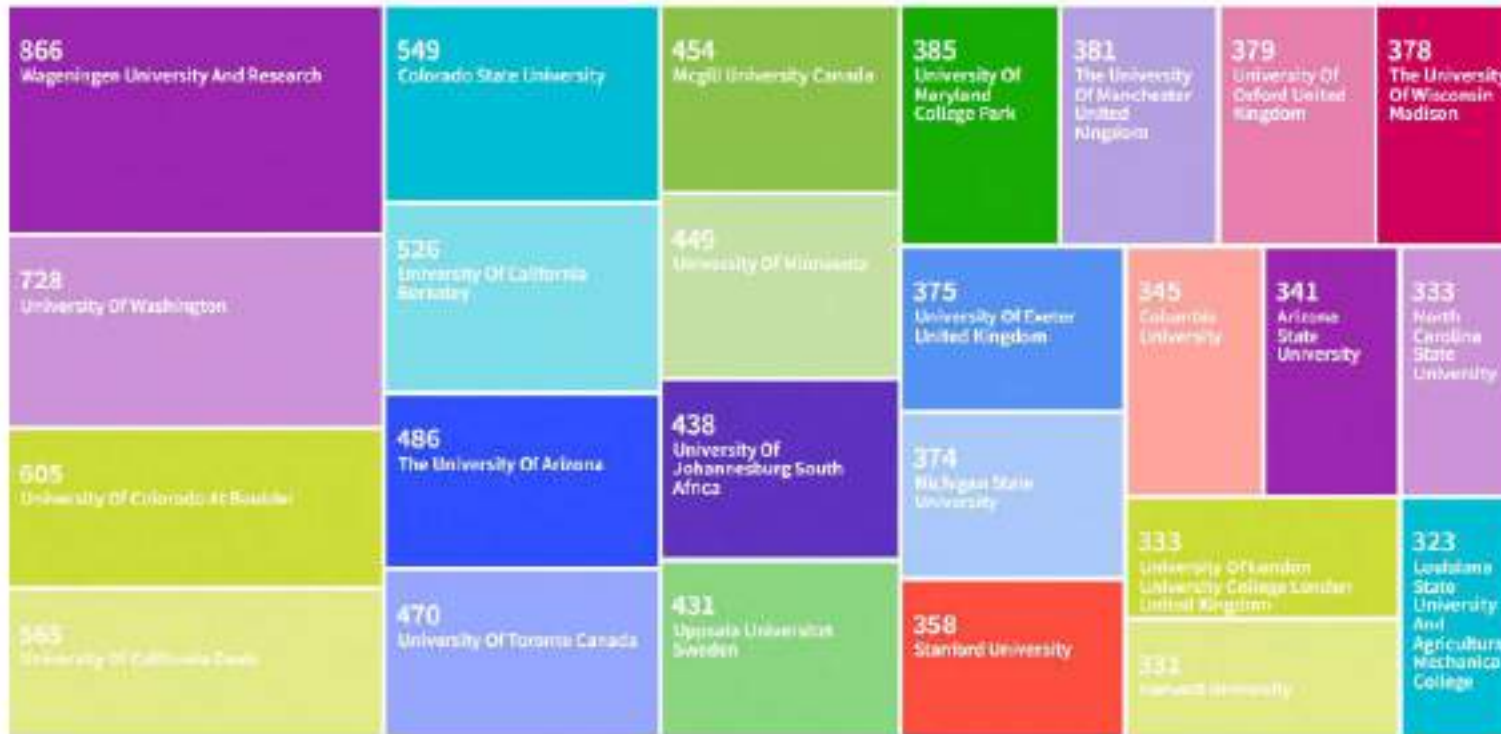 866
Wageningen University And Research
728
University Of Washington
605
University Of Colorado At Boulder
565
University Of California Davis
549
Colorado State University
526
University Of California
Berkeley
486
The University Of Arizona
470
University Of Toronto Canada
454
Mcgill University Canada
449
University Of Minnesota
438
University Of
Johannesburg South
Africa
431
Uppsala Universitet
Sweden
385
University Of
Maryland
College Park
381
The University
Of Manchester
United
Kingdom
379
University Of
Oxford United
Kingdom
378
The University
Of Wisconsin
Madison
375
University Of Exeter
United Kingdom
374
Michigan State
University
358
Stanford University
345
Columbia
University
341
Arizona
State
University
333
North
Carolina
State
University
333
University Of London
University College London
United Kingdom
331
Harvard University
323
Louisiana
State
University
And
Agricultura
Mechanica
College